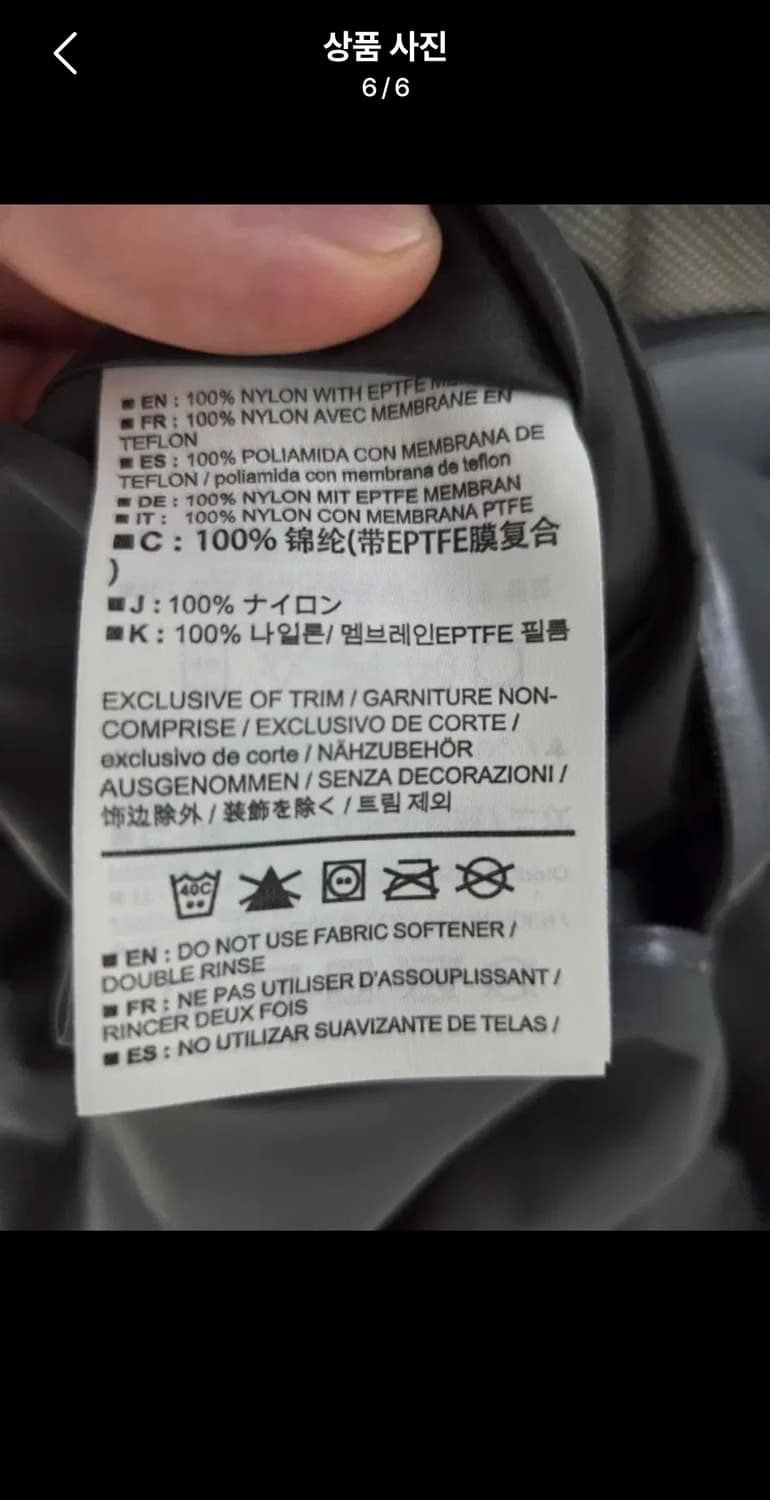 상품 사진
6/6
■ EN : 100% NYLON WITH EPTFE
■ FR : 100% NYLON AVEC MEMBRANE EN
TEFLON
■ ES : 100% POLIAMIDA CON MEMBRANA DE
TEFLON / poliamida con membrana de teflon
■ DE : 100% NYLON MIT EPTFE MEMBRAN
■ IT : 100% NYLON CON MEMBRANA PTFE
■ C : 100% 锦纶(带EPTFE膜复合
)
■ J : 100% ナイロン
■ K : 100% 나일론/ 멤브레인EPTFE 필름
EXCLUSIVE OF TRIM / GARNITURE NON-
COMPRISE / EXCLUSIVO DE CORTE /
exclusivo de corte / NÄHZUBEHÖR
AUSGENOMMEN / SENZA DECORAZIONI /
饰边除外 / 装飾を除く / 트림 제외
40C
■ EN : DO NOT USE FABRIC SOFTENER /
DOUBLE RINSE
■ FR : NE PAS UTILISER D'ASSOUPLISSANT /
RINCER DEUX FOIS
■ ES : NO UTILIZAR SUAVIZANTE DE TELAS /